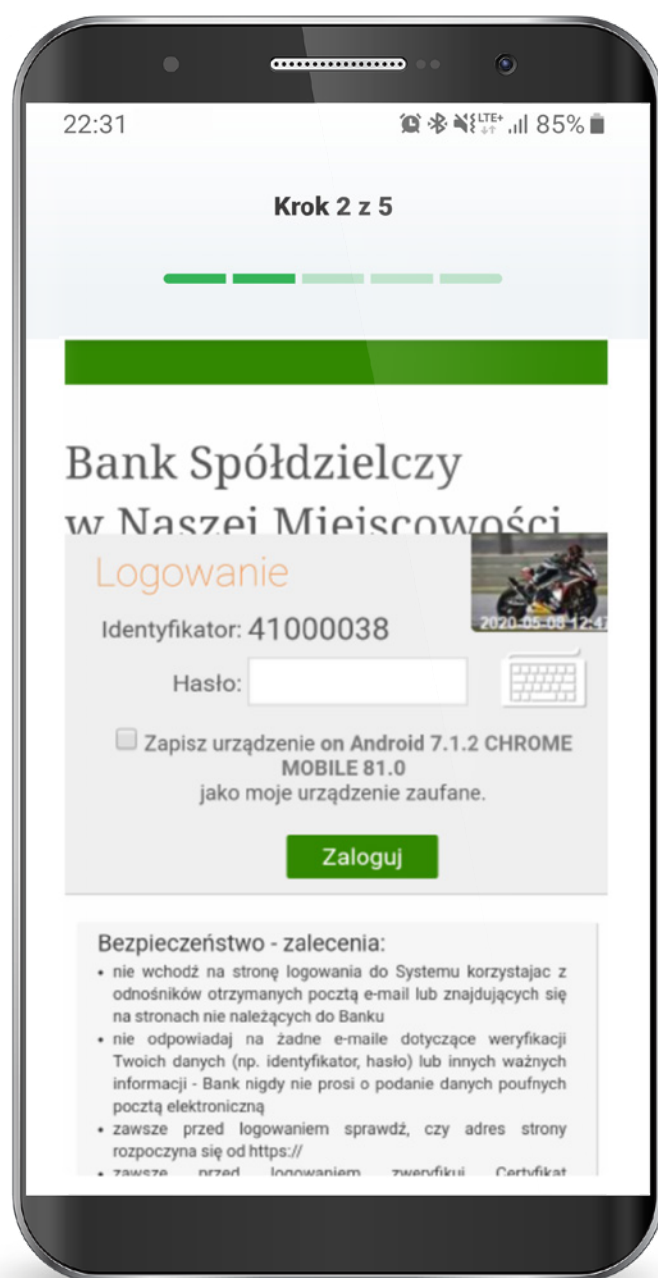 22:31 LTE+ 85%
Krok 2 z 5
Bank Spółdzielczy
w Naszej Miejscowości
Logowanie
2020-05-08 12:47
Identyfikator: 41000038
Hasło:
Zapisz urządzenie on Android 7.1.2 CHROME
MOBILE 81.0
jako moje urządzenie zaufane.
Zaloguj
Bezpieczeństwo - zalecenia:
• nie wchodź na stronę logowania do Systemu korzystajac z
odnośników otrzymanych pocztą e-mail lub znajdujących się
na stronach nie należących do Banku
• nie odpowiadaj na żadne e-maile dotyczące weryfikacji
Twoich danych (np. identyfikator, hasło) lub innych ważnych
informacji - Bank nigdy nie prosi o podanie danych poufnych
pocztą elektroniczną
• zawsze przed logowaniem sprawdź, czy adres strony
rozpoczyna się od https://
• zawsze przed logowaniem zweryfikuj Certyfikat